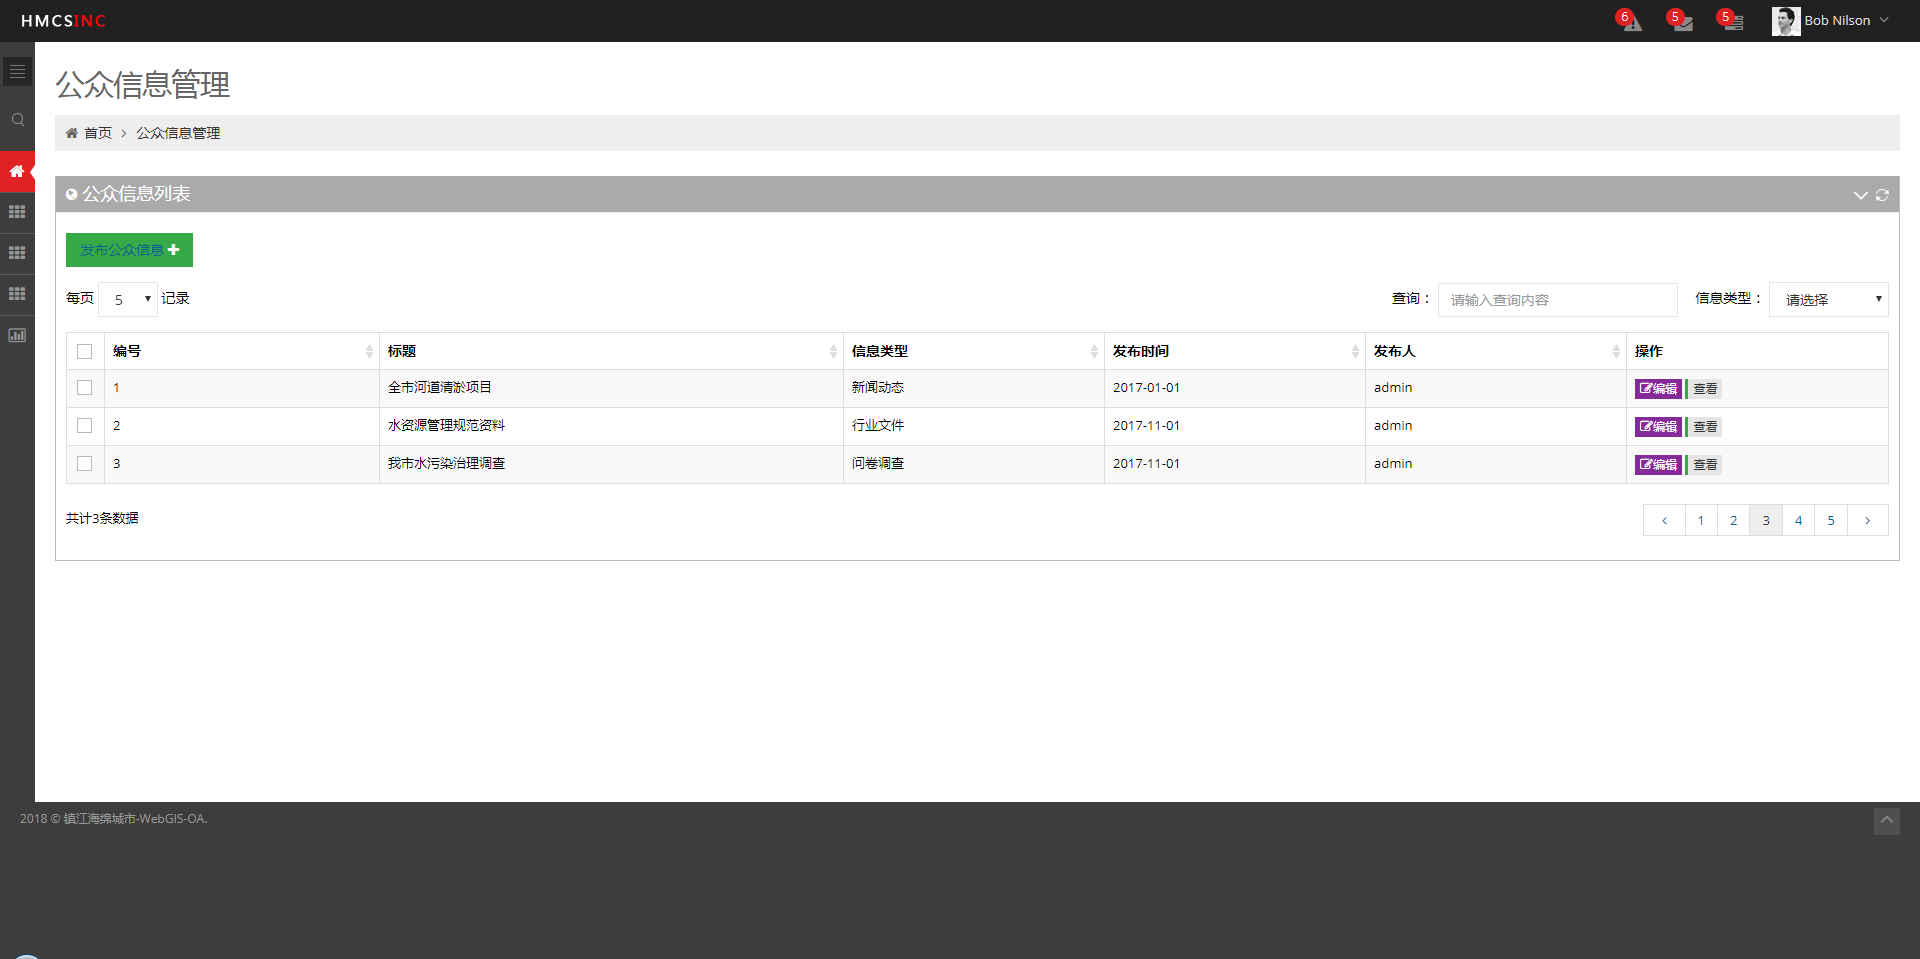 HMCSINC 6 5 5 Bob Nilson
公众信息管理
首页 > 公众信息管理
公众信息列表
发布公众信息
每页 5 记录 查询： 请输入查询内容 信息类型： 请选择
编号 标题 信息类型 发布时间 发布人 操作
1 全市河道清淤项目 新闻动态 2017-01-01 admin 编辑 查看
2 水资源管理规范资料 行业文件 2017-11-01 admin 编辑 查看
3 我市水污染治理调查 问卷调查 2017-11-01 admin 编辑 查看
共计3条数据 ‹ 1 2 3 4 5 ›
2018 © 镇江海绵城市-WebGIS-OA.